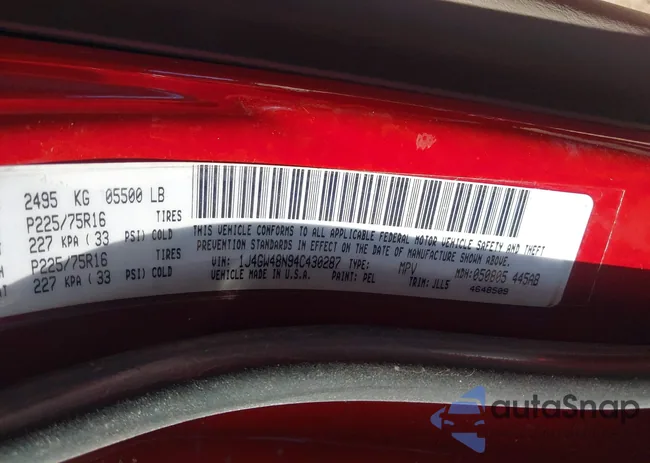 2495 KG 05500 LB
P225/75R16 TIRES
227 KPA ( 33 PSI) COLD
P225/75R16 TIRES
227 KPA ( 33 PSI) COLD
THIS VEHICLE CONFORMS TO ALL APPLICABLE FEDERAL MOTOR VEHICLE SAFETY AND THEFT
PREVENTION STANDARDS IN EFFECT ON THE DATE OF MANUFACTURE SHOWN ABOVE.
VIN: 1J4GW48N94C430287 TYPE: MPV MDH:050805 445AB
VEHICLE MADE IN U.S.A. PAINT: PEL TRIM: JLL5 4648509
autoSnap